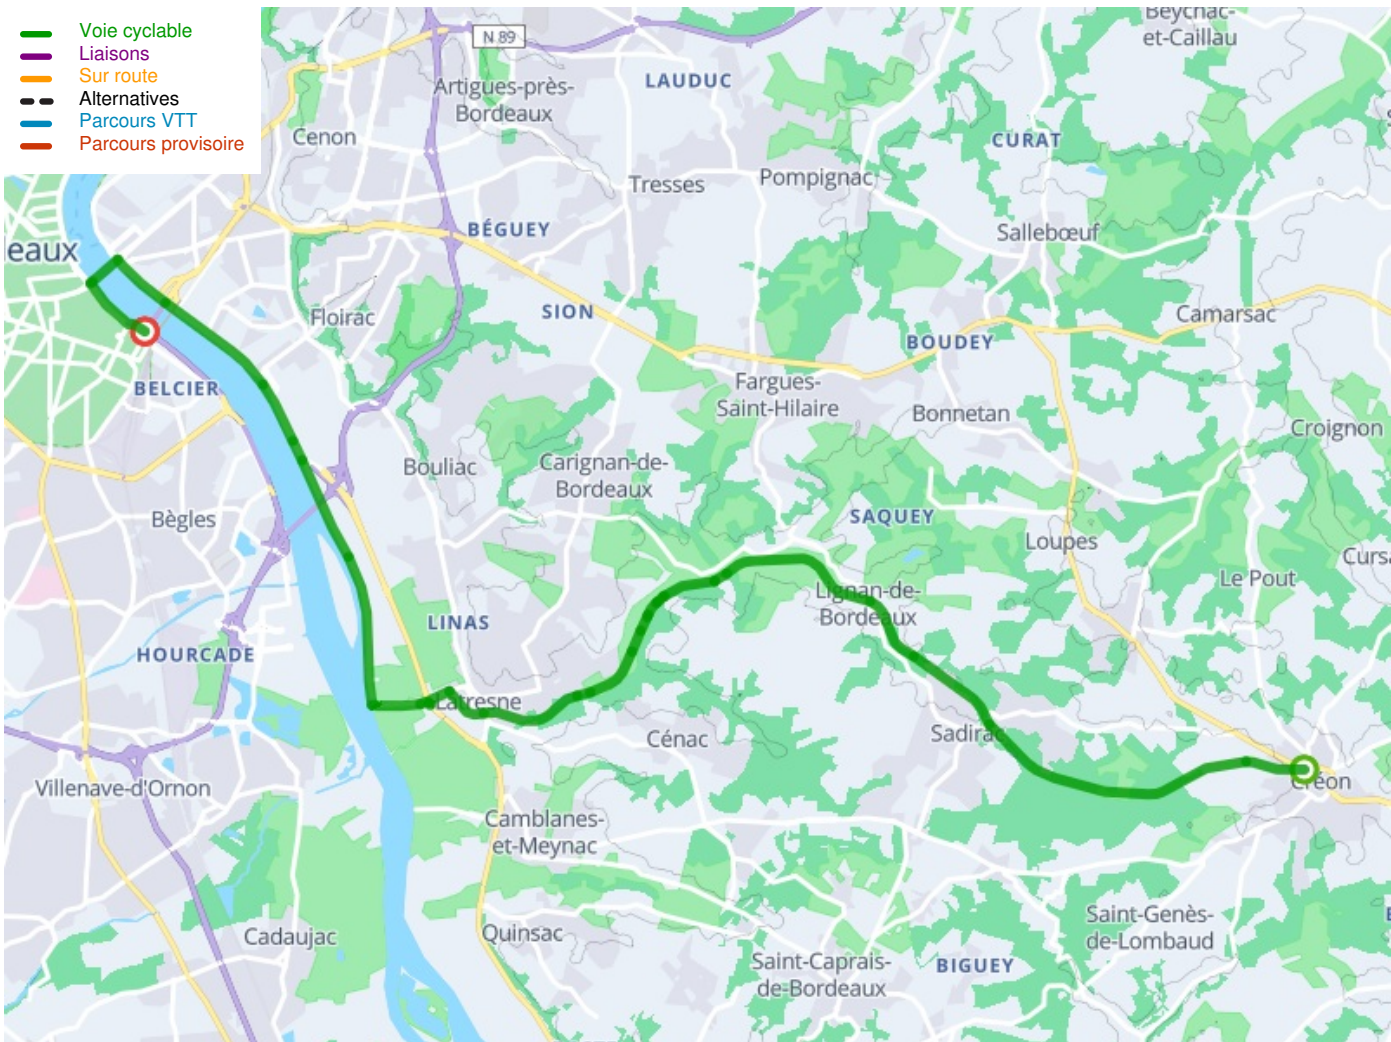 Voie cyclable
Liaisons
Sur route
Alternatives
Parcours VTT
Parcours provisoire
N 89
Beychac-
et-Caillau
LAUDUC
Artigues-près-
Bordeaux
Cenon
CURAT
Tresses
Pompignac
BÉGUEY
Sallebœuf
eaux
Floirac
SION
Camarsac
BOUDEY
BELCIER
Fargues-
Saint-Hilaire
Bonnetan
Croignon
Bouliac
Carignan-de-
Bordeaux
Bègles
SAQUEY
Loupes
Cursa
Le Pout
Lignan-de-
Bordeaux
LINAS
HOURCADE
Latresne
Cénac
Sadirac
Créon
Villenave-d'Ornon
Camblanes-
et-Meynac
Cadaujac
Quinsac
Saint-Genès-
de-Lombaud
Saint-Caprais-
de-Bordeaux
BIGUEY